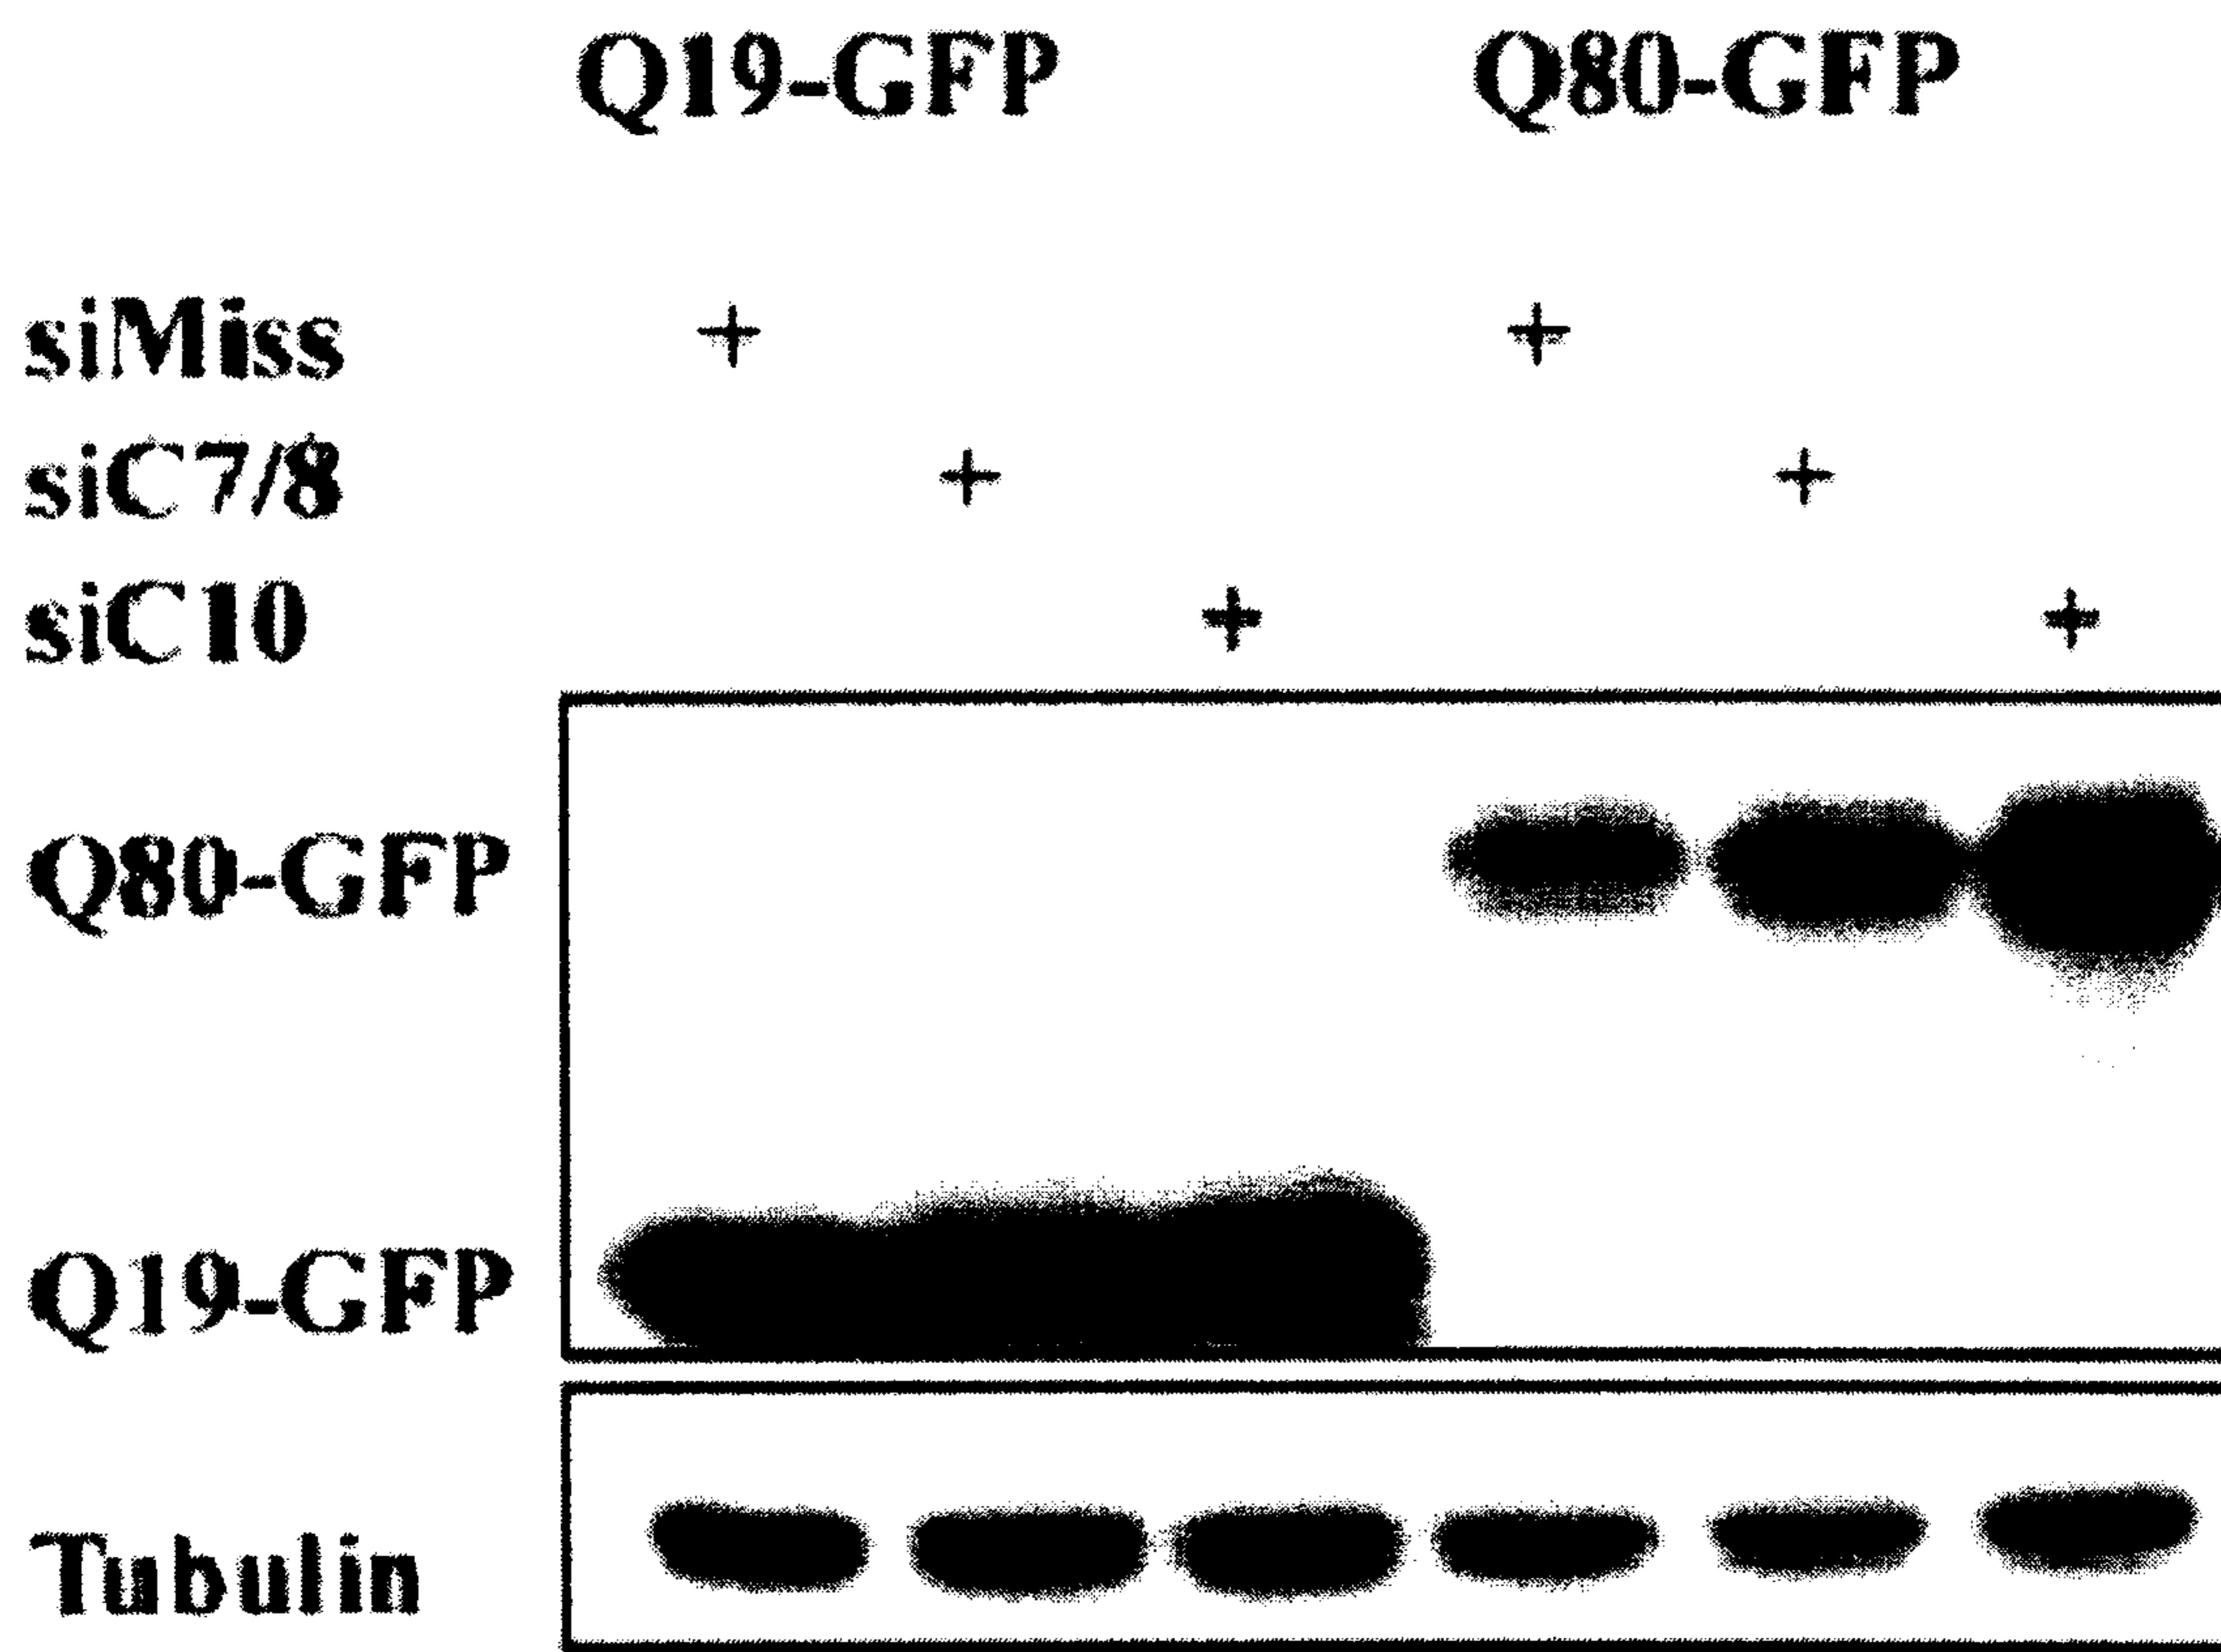 Q19-GFP Q80-GFP
siMiss + +
siC7/8 + +
siC10 + +
Q80-GFP
Q19-GFP
Tubulin